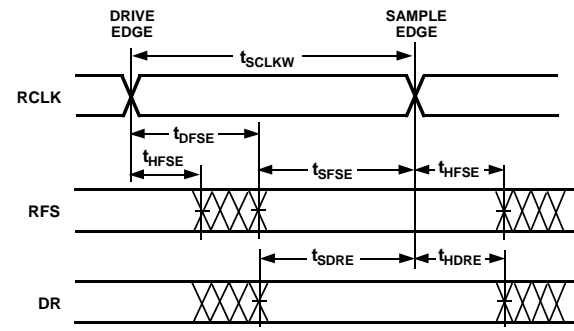 DRIVE
EDGE
SAMPLE
EDGE
tSCLKW
RCLK
tDFSE
tHFSE
tSFSE
tHFSE
RFS
tSDRE
tHDRE
DR